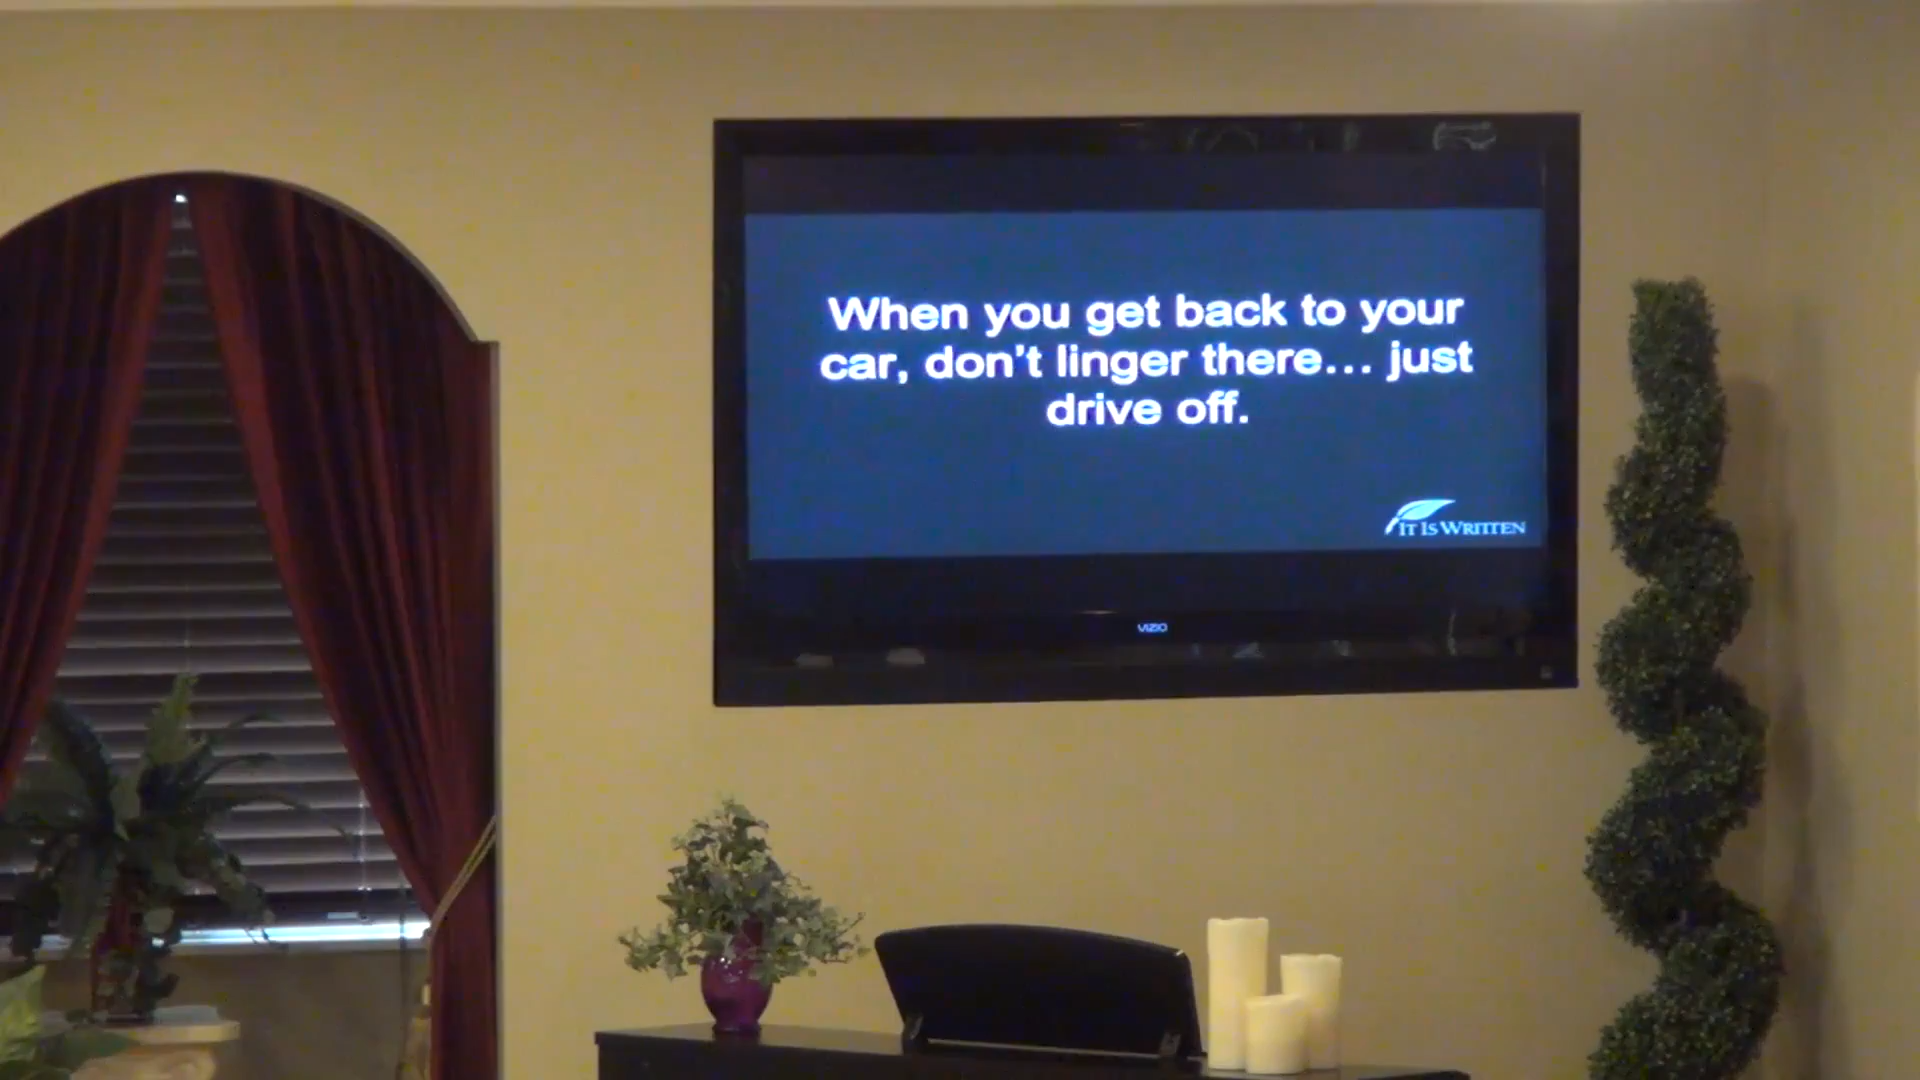 When you get back to your
car, don't linger there... just
drive off.
IT IS WRITTEN
VIZIO